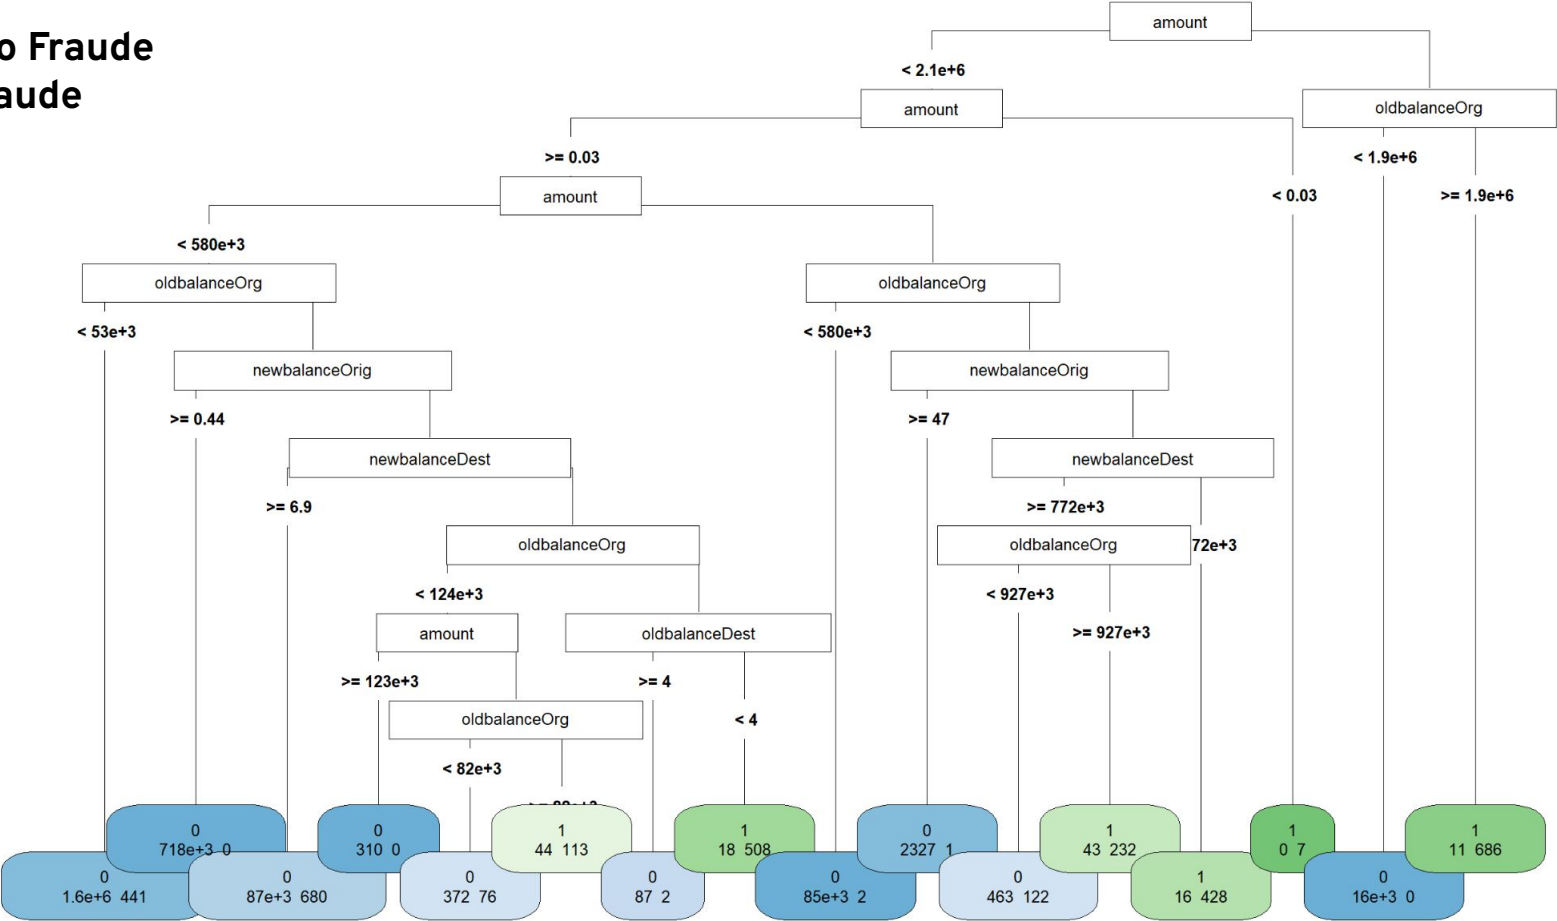 o Fraude
aude
amount
< 2.1e+6
amount
oldbalanceOrg
>= 0.03
< 1.9e+6
amount
< 0.03
>= 1.9e+6
< 580e+3
oldbalanceOrg
oldbalanceOrg
< 53e+3
< 580e+3
newbalanceOrig
newbalanceOrig
>= 0.44
>= 47
newbalanceDest
newbalanceDest
>= 6.9
>= 772e+3
oldbalanceOrg
oldbalanceOrg
72e+3
< 124e+3
< 927e+3
amount
oldbalanceDest
>= 927e+3
>= 123e+3
>= 4
oldbalanceOrg
< 4
< 82e+3
0
718e+3 0
0
310 0
1
44 113
1
18 508
0
2327 1
1
43 232
1
0 7
1
11 686
0
1.6e+6 441
0
87e+3 680
0
372 76
0
87 2
0
85e+3 2
0
463 122
1
16 428
0
16e+3 0